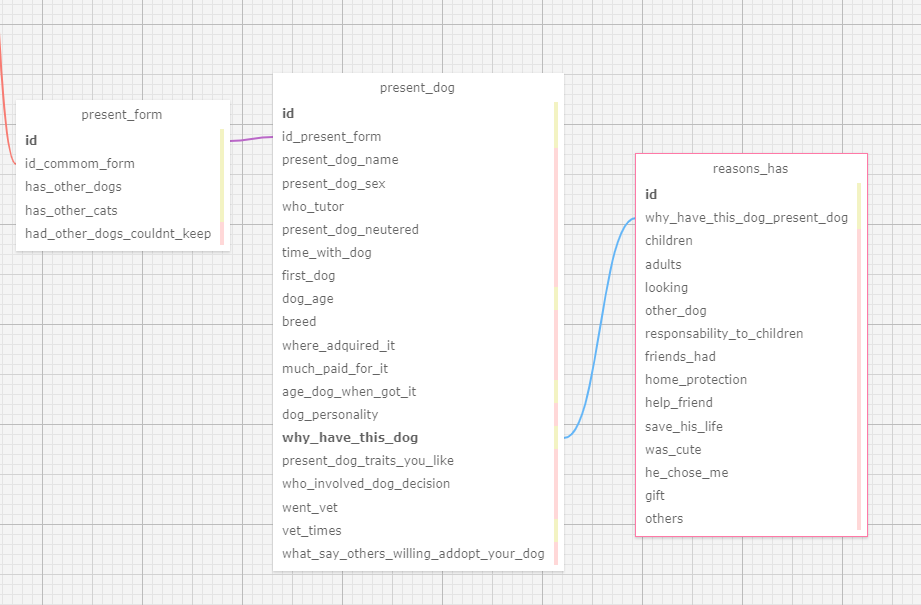 present_form
id
id_commom_form
has_other_dogs
has_other_cats
had_other_dogs_couldnt_keep
present_dog
id
id_present_form
present_dog_name
present_dog_sex
who_tutor
present_dog_neutered
time_with_dog
first_dog
dog_age
breed
where_adquired_it
much_paid_for_it
age_dog_when_got_it
dog_personality
why_have_this_dog
present_dog_traits_you_like
who_involved_dog_decision
went_vet
vet_times
what_say_others_willing_addopt_your_dog
reasons_has
id
why_have_this_dog_present_dog
children
adults
looking
other_dog
responsability_to_children
friends_had
home_protection
help_friend
save_his_life
was_cute
he_chose_me
gift
others